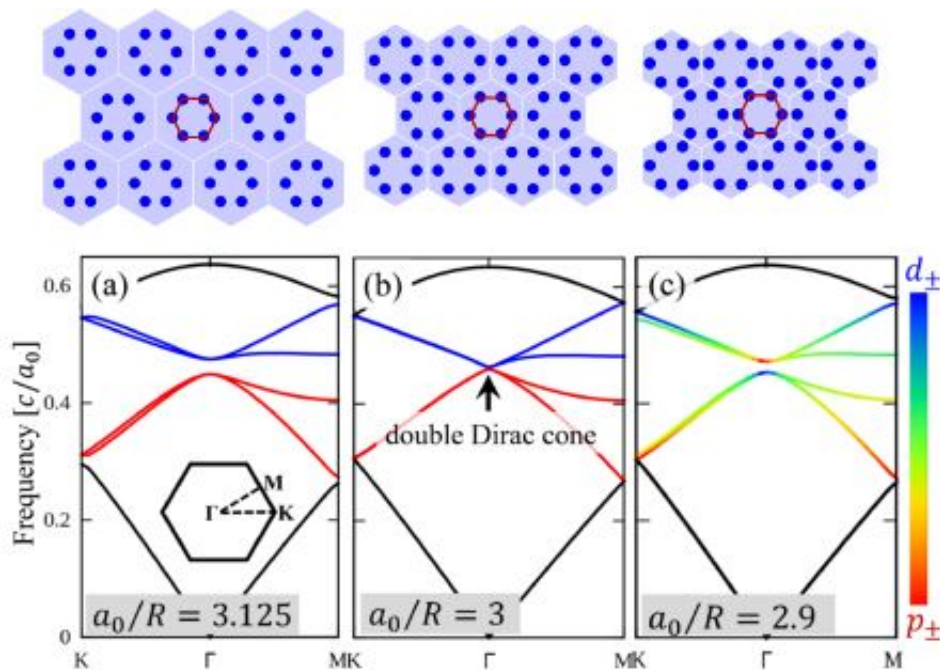 (a)
(b)
(c)
d±
0.6
0.4
0.2
0
Frequency [c/a₀]
double Dirac cone
M
Γ
K
a₀/R = 3.125
a₀/R = 3
a₀/R = 2.9
p±
K Γ MK Γ MK Γ M